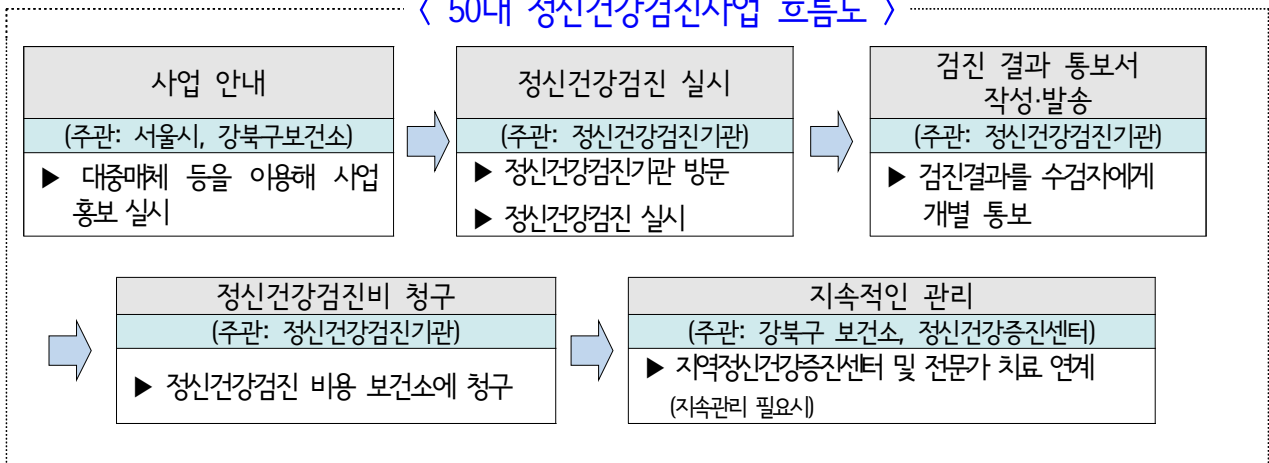 < 50대 정신건강검진사업 흐름도 >
사업 안내
(주관: 서울시, 강북구보건소)
▶ 대중매체 등을 이용해 사업
홍보 실시
정신건강검진 실시
(주관: 정신건강검진기관)
▶ 정신건강검진기관 방문
▶ 정신건강검진 실시
검진 결과 통보서
작성·발송
(주관: 정신건강검진기관)
▶ 검진결과를 수검자에게
개별 통보
정신건강검진비 청구
(주관: 정신건강검진기관)
▶ 정신건강검진 비용 보건소에 청구
지속적인 관리
(주관: 강북구 보건소, 정신건강증진센터)
▶ 지역정신건강증진센터 및 전문가 치료 연계
(지속관리 필요시)